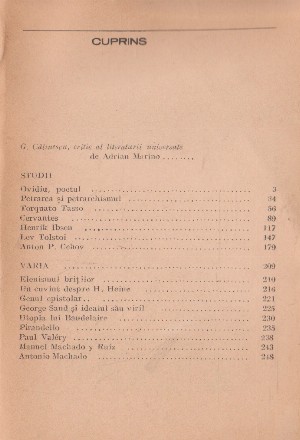 CUPRINS
G. Călinescu, critic al literaturii universale
de Adrian Marino ........
STUDII
Ovidiu, poetul ........ 3
Petrarca și petrarchismul ........ 24
Torquato Tasso ........ 56
Cervantes ........ 80
Henrik Ibsen ........ 117
Lev Tolstoi ........ 147
Anton P. Cehov ........ 179
VARIA ........ 209
Elenismul briților ........ 210
Un cuvînt despre H. Heine ........ 216
Genul epistolar ........ 221
George Sand și idealul său viril ........ 225
Utopia lui Baudelaire ........ 230
Pirandello ........ 235
Paul Valéry ........ 238
Manuel Machado y Ruiz ........ 243
Antonio Machado ........ 248